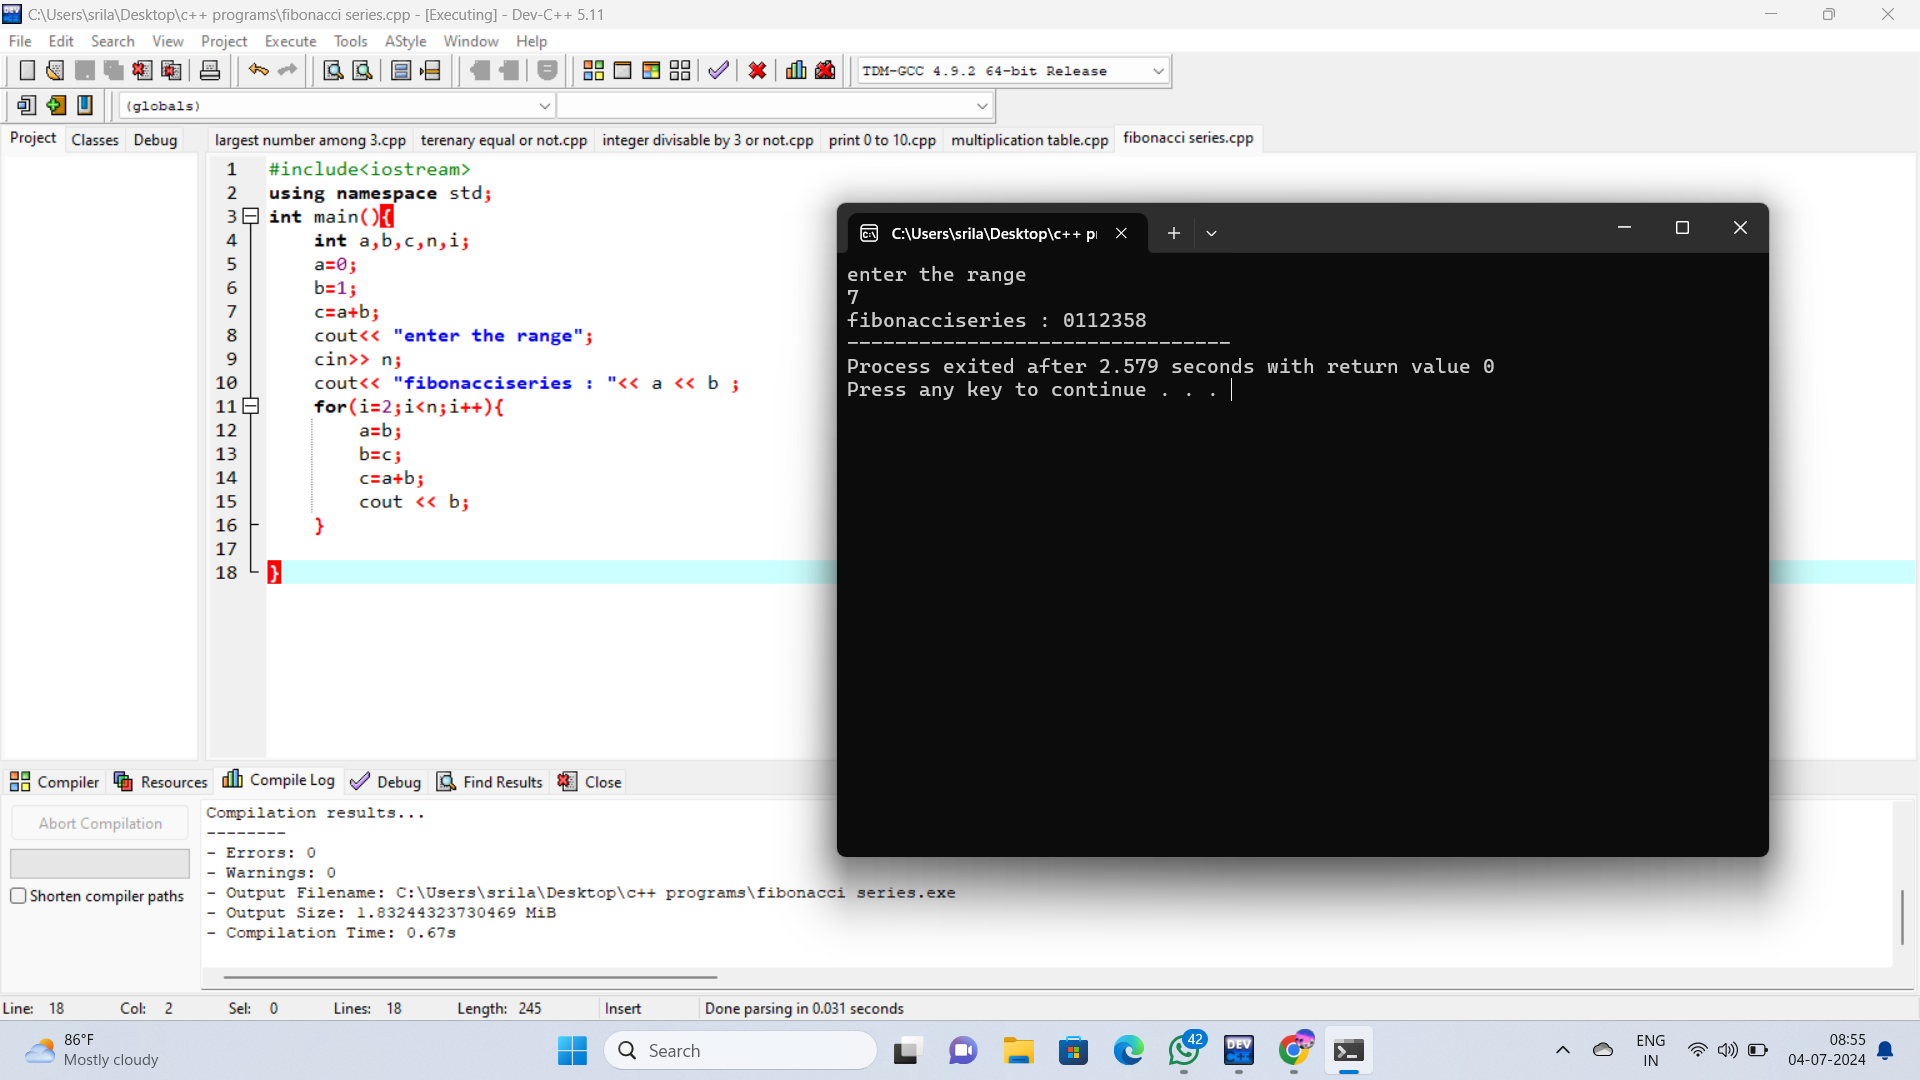 C:\Users\srila\Desktop\c++ programs\fibonacci series.cpp - [Executing] - Dev-C++ 5.11
File Edit Search View Project Execute Tools AStyle Window Help
TDM-GCC 4.9.2 64-bit Release
(globals)
Project Classes Debug
largest number among 3.cpp terenary equal or not.cpp integer divisable by 3 or not.cpp print 0 to 10.cpp multiplication table.cpp fibonacci series.cpp
1 #include<iostream>
2 using namespace std;
3 int main(){
4 int a,b,c,n,i;
5 a=0;
6 b=1;
7 c=a+b;
8 cout<< "enter the range";
9 cin>> n;
10 cout<< "fibonacciseries : "<< a << b ;
11 for(i=2;i<n;i++){
12 a=b;
13 b=c;
14 c=a+b;
15 cout << b;
16 }
17
18 }
C:\Users\srila\Desktop\c++ p
enter the range
7
fibonacciseries : 0112358
--------------------------------
Process exited after 2.579 seconds with return value 0
Press any key to continue . . .
Compiler Resources Compile Log Debug Find Results Close
Abort Compilation
Shorten compiler paths
Compilation results...
--------
- Errors: 0
- Warnings: 0
- Output Filename: C:\Users\srila\Desktop\c++ programs\fibonacci series.exe
- Output Size: 1.83244323730469 MiB
- Compilation Time: 0.67s
Line: 18 Col: 2 Sel: 0 Lines: 18 Length: 245 Insert Done parsing in 0.031 seconds
86°F
Mostly cloudy
Search
42
DEV
C++
ENG
IN
08:55
04-07-2024